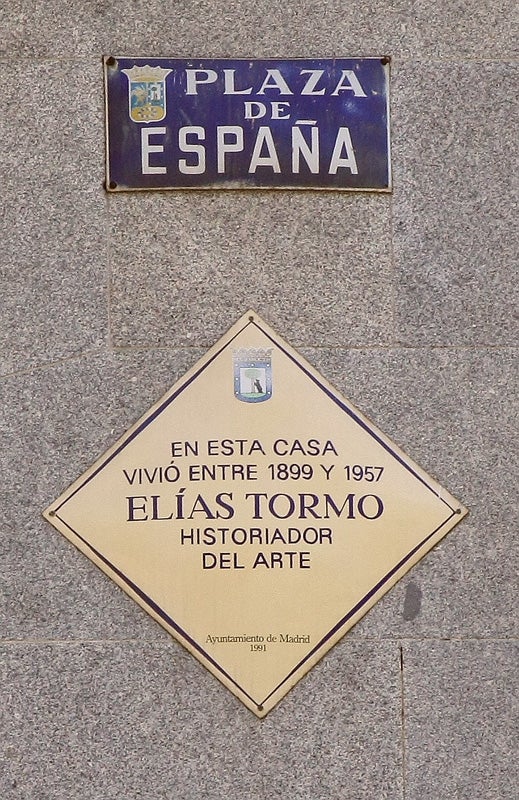 PLAZA
DE
ESPAÑA
EN ESTA CASA
VIVIÓ ENTRE 1899 Y 1957
ELÍAS TORMO
HISTORIADOR
DEL ARTE
Ayuntamiento de Madrid
1991